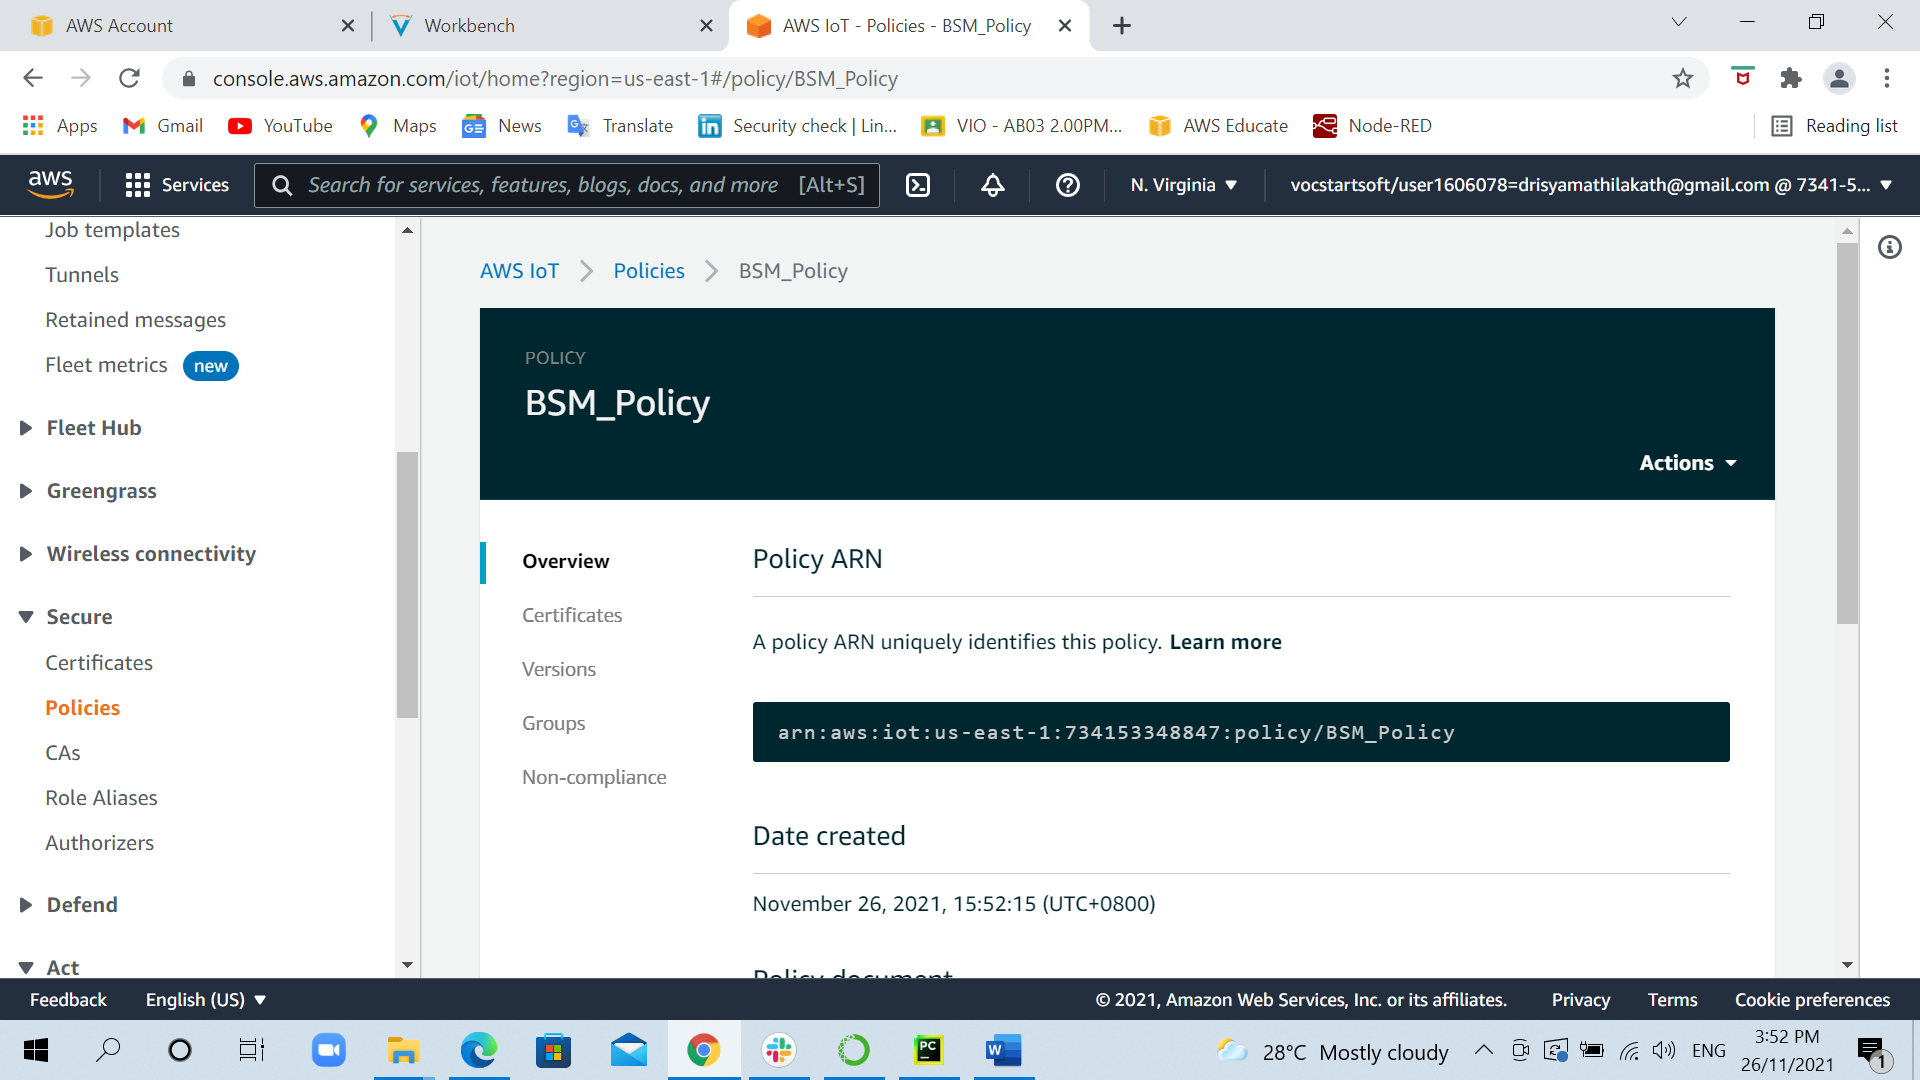 AWS Account
Workbench
AWS IoT - Policies - BSM_Policy
console.aws.amazon.com/iot/home?region=us-east-1#/policy/BSM_Policy
Apps
Gmail
YouTube
Maps
News
Translate
Security check | Lin...
VIO - AB03 2.00PM...
AWS Educate
Node-RED
Reading list
aws
Services
Search for services, features, blogs, docs, and more [Alt+S]
N. Virginia
vocstartsoft/user1606078=drisyamathilakath@gmail.com @ 7341-5...
Job templates
Tunnels
Retained messages
Fleet metrics new
Fleet Hub
Greengrass
Wireless connectivity
Secure
Certificates
Policies
CAs
Role Aliases
Authorizers
Defend
Act
AWS IoT
Policies
BSM_Policy
POLICY
BSM_Policy
Actions
Overview
Certificates
Versions
Groups
Non-compliance
Policy ARN
A policy ARN uniquely identifies this policy. Learn more
arn:aws:iot:us-east-1:734153348847:policy/BSM_Policy
Date created
November 26, 2021, 15:52:15 (UTC+0800)
Policy document
Feedback
English (US)
© 2021, Amazon Web Services, Inc. or its affiliates.
Privacy
Terms
Cookie preferences
PC
W
28°C Mostly cloudy
ENG
3:52 PM
26/11/2021
1